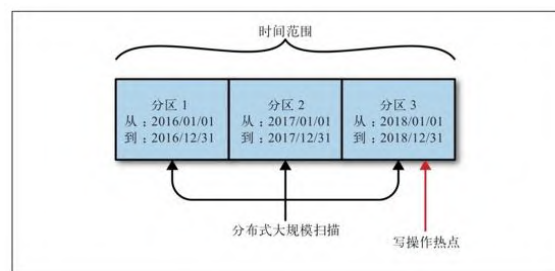 时间范围
分区 1
从：2016/01/01
到：2016/12/31
分区 2
从：2017/01/01
到：2017/12/31
分区 3
从：2018/01/01
到：2018/12/31
分布式大规模扫描
写操作热点